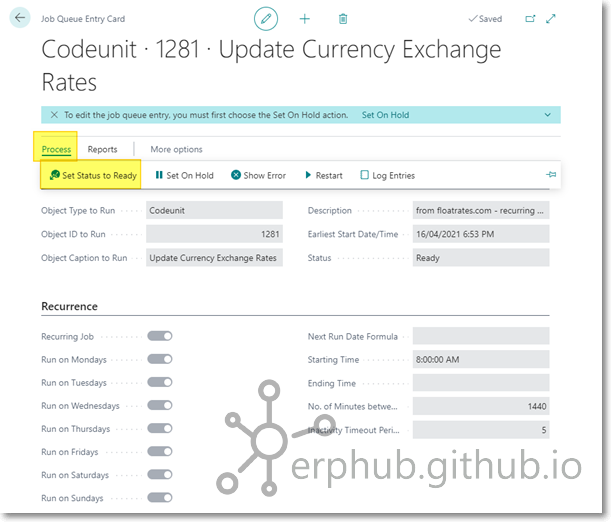 Job Queue Entry Card
Saved
Codeunit · 1281 · Update Currency Exchange
Rates
To edit the job queue entry, you must first choose the Set On Hold action. Set On Hold
Process Reports More options
Set Status to Ready Set On Hold Show Error Restart Log Entries
Object Type to Run Codeunit Description from floatrates.com - recurring ...
Object ID to Run 1281 Earliest Start Date/Time 16/04/2021 6:53 PM
Object Caption to Run Update Currency Exchange Rates Status Ready
Recurrence
Recurring Job Next Run Date Formula
Run on Mondays Starting Time 8:00:00 AM
Run on Tuesdays Ending Time
Run on Wednesdays No. of Minutes betwe... 1440
Run on Thursdays Inactivity Timeout Peri... 5
Run on Fridays
Run on Saturdays
Run on Sundays
erphub.github.io